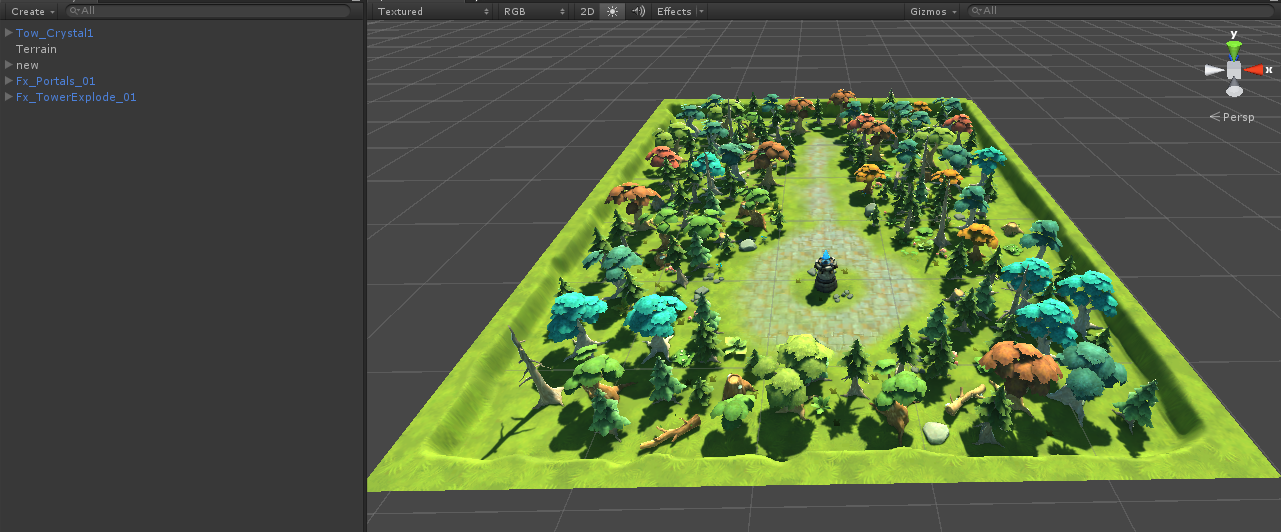 Create All Textured RGB 2D Effects Gizmos All
Tow_Crystal1
Terrain
new
Fx_Portals_01
Fx_TowerExplode_01
y
x
Persp